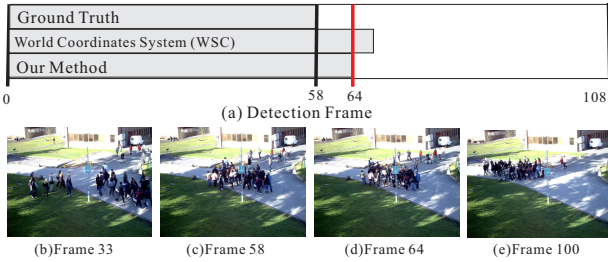 Ground Truth
World Coordinates System (WSC)
Our Method
0 58 64 108
(a) Detection Frame
(b)Frame 33 (c)Frame 58 (d)Frame 64 (e)Frame 100